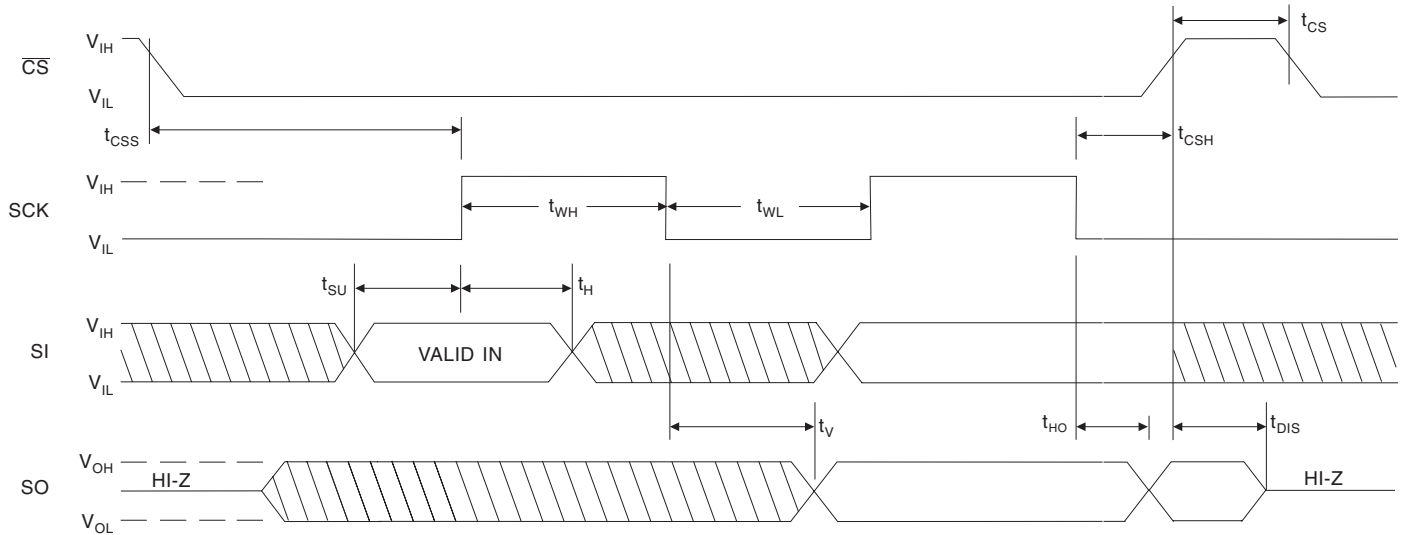 t_CS
V_IH
C̅S̅
V_IL
t_CSS
t_CSH
V_IH
SCK
t_WH
t_WL
V_IL
t_SU
t_H
V_IH
SI
VALID IN
V_IL
t_V
t_HO
t_DIS
V_OH
SO
HI-Z
HI-Z
V_OL